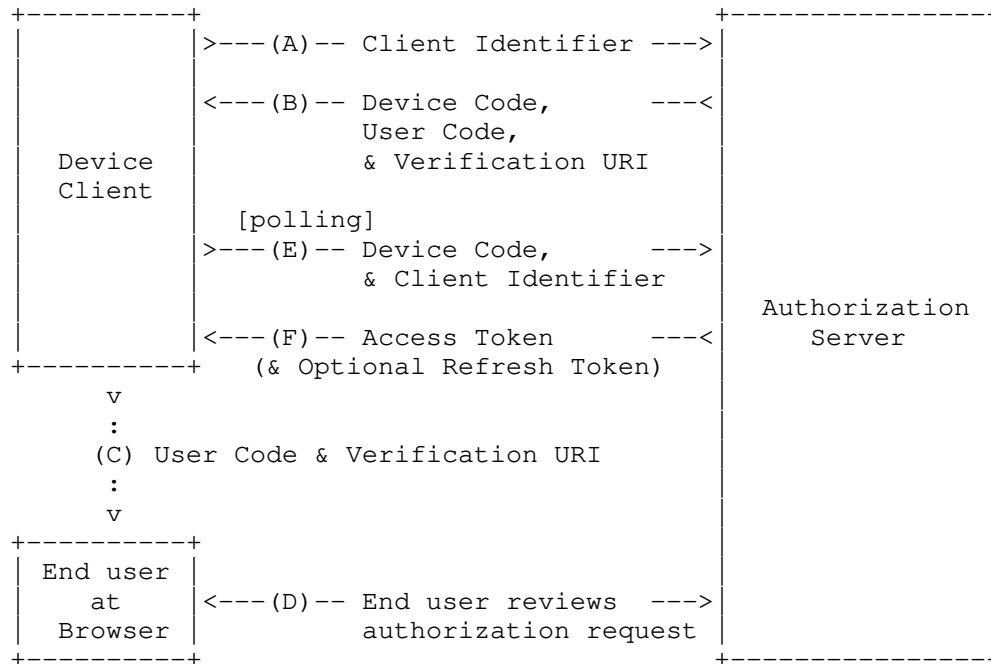 +----------+                                +----------------
|          |>---(A)-- Client Identifier --->|
|          |                                |
|          |<---(B)-- Device Code,      ---<|
|          |          User Code,            |
|  Device  |          & Verification URI    |
|  Client  |                                |
|          |  [polling]                     |
|          |>---(E)-- Device Code,      --->|
|          |          & Client Identifier   |
|          |                                |  Authorization
|          |<---(F)-- Access Token      ---<|     Server
+----------+   (& Optional Refresh Token)   |
      v                                     |
      :                                     |
     (C) User Code & Verification URI       |
      :                                     |
      v                                     |
+----------+                                |
| End user |                                |
|    at    |<---(D)-- End user reviews  --->|
|  Browser |          authorization request |
+----------+                                +----------------